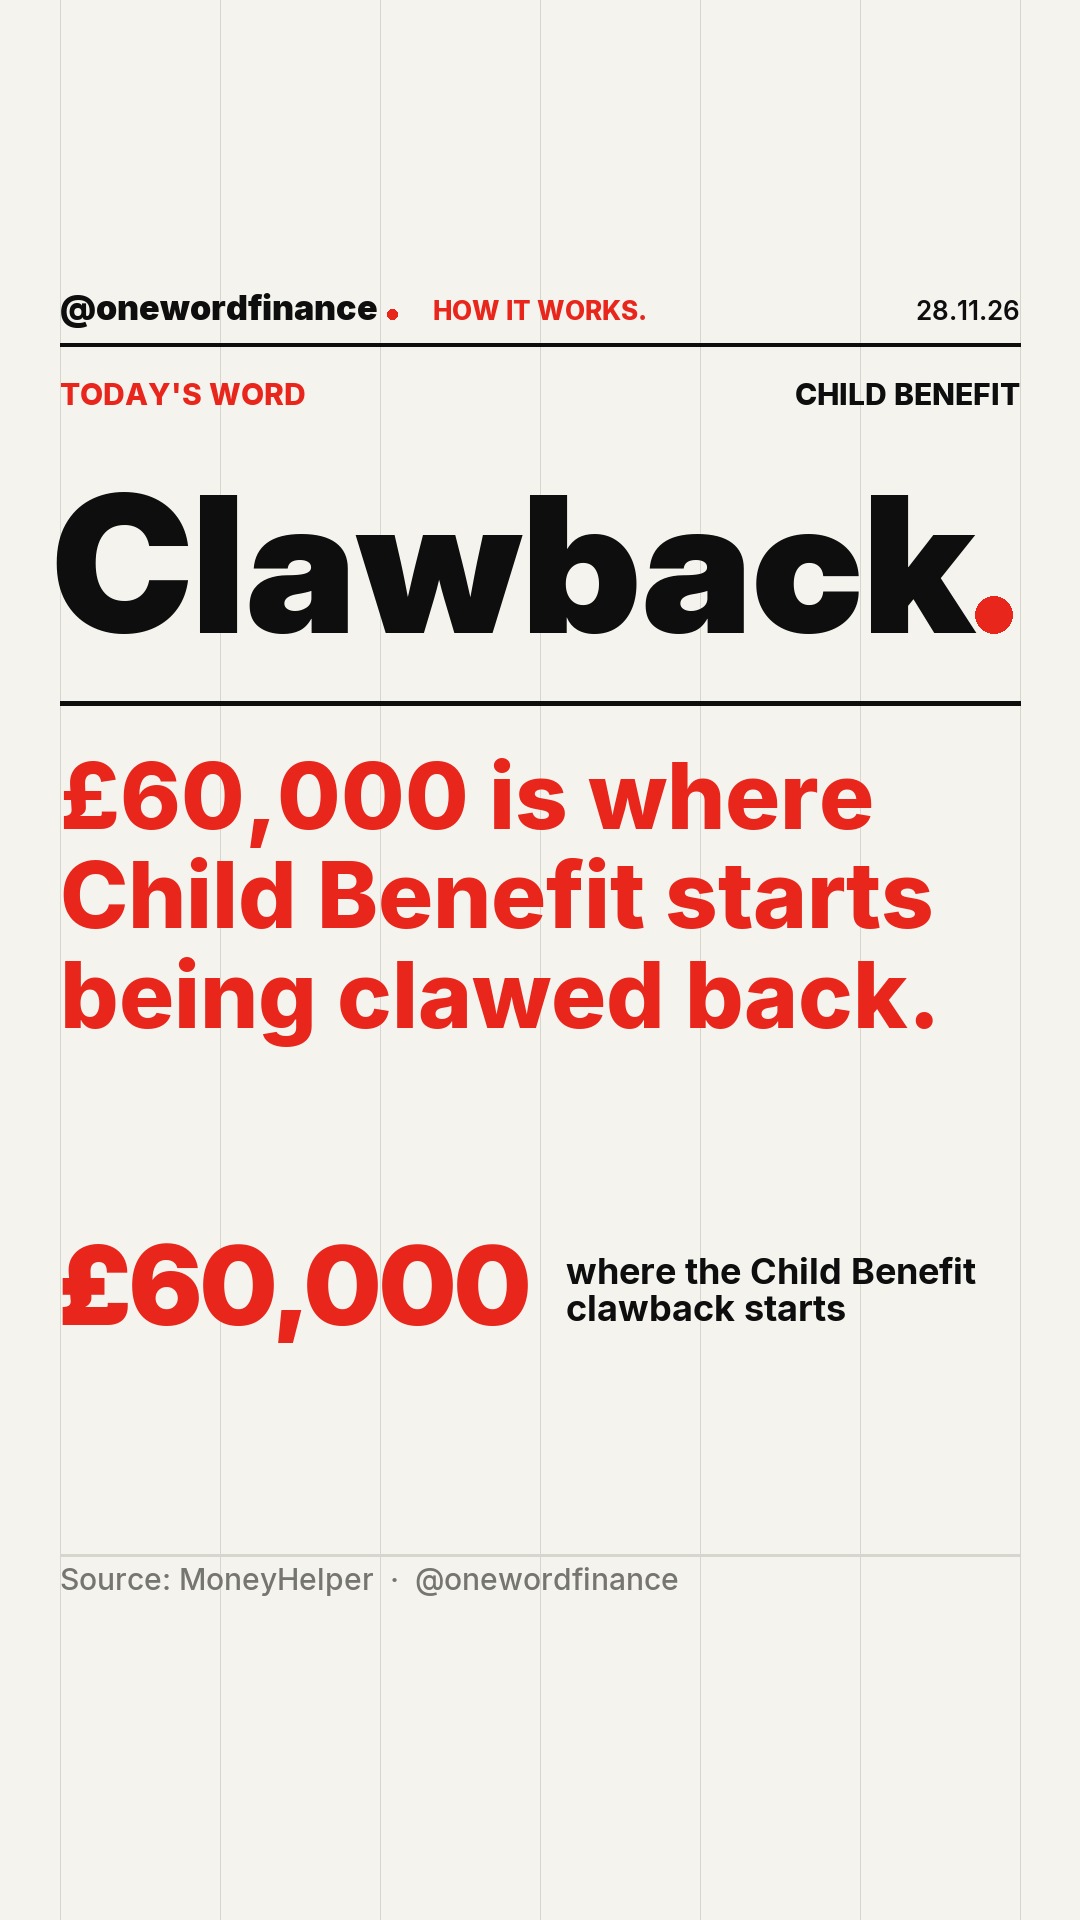 @onewordfinance HOW IT WORKS. 28.11.26
TODAY'S WORD CHILD BENEFIT
Clawback.
£60,000 is where
Child Benefit starts
being clawed back.
£60,000 where the Child Benefit
clawback starts
Source: MoneyHelper · @onewordfinance